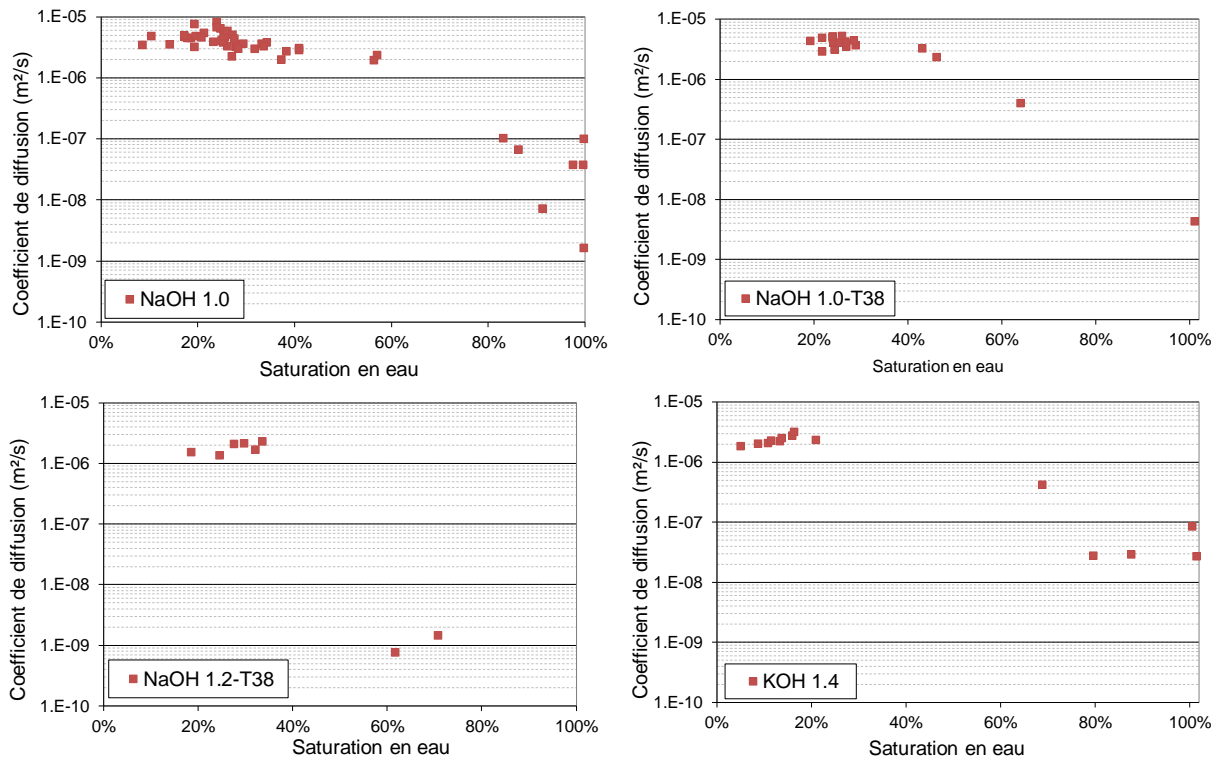 Coefficient de diffusion (m²/s)
1.E-05
1.E-06
1.E-07
1.E-08
1.E-09
1.E-10
NaOH 1.0
0% 20% 40% 60% 80% 100%
Saturation en eau
Coefficient de diffusion (m²/s)
1.E-05
1.E-06
1.E-07
1.E-08
1.E-09
1.E-10
NaOH 1.0-T38
0% 20% 40% 60% 80% 100%
Saturation en eau
Coefficient de diffusion (m²/s)
1.E-05
1.E-06
1.E-07
1.E-08
1.E-09
1.E-10
NaOH 1.2-T38
0% 20% 40% 60% 80% 100%
Saturation en eau
Coefficient de diffusion (m²/s)
1.E-05
1.E-06
1.E-07
1.E-08
1.E-09
1.E-10
KOH 1.4
0% 20% 40% 60% 80% 100%
Saturation en eau